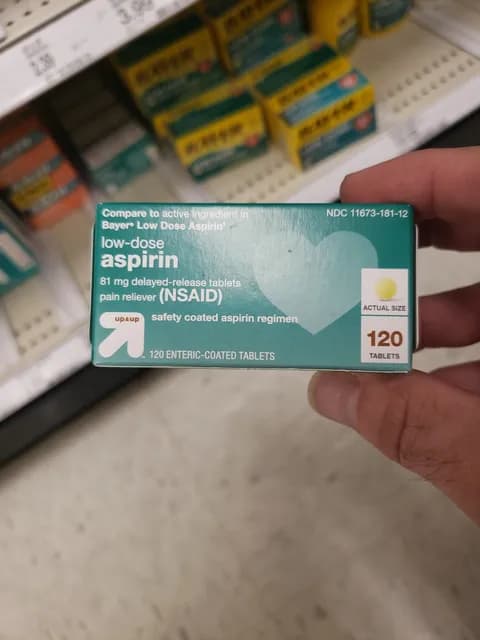 3.99
Compare to active ingredient in
Bayer® Low Dose Aspirin*
NDC 11673-181-12
low-dose
aspirin
81 mg delayed-release tablets
pain reliever (NSAID)
up&up
safety coated aspirin regimen
120 ENTERIC-COATED TABLETS
ACTUAL SIZE
120
TABLETS